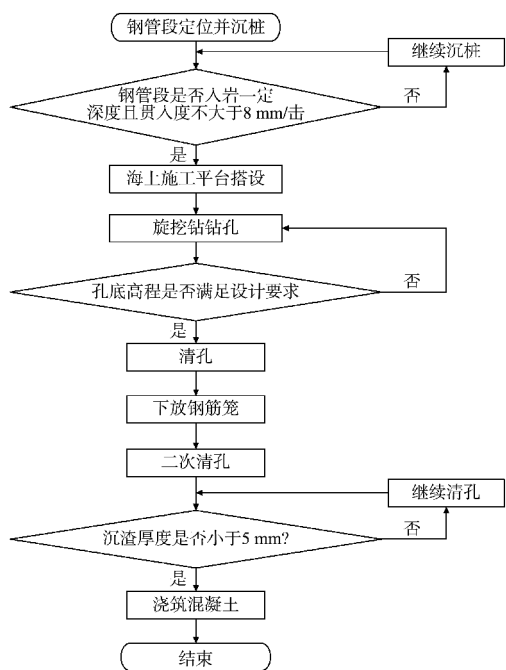 钢管段定位并沉桩
继续沉桩
钢管段是否入岩一定
深度且贯入度不大于8 mm/击
否
是
海上施工平台搭设
旋挖钻钻孔
孔底高程是否满足设计要求
否
是
清孔
下放钢筋笼
二次清孔
继续清孔
沉渣厚度是否小于5 mm?
否
是
浇筑混凝土
结束